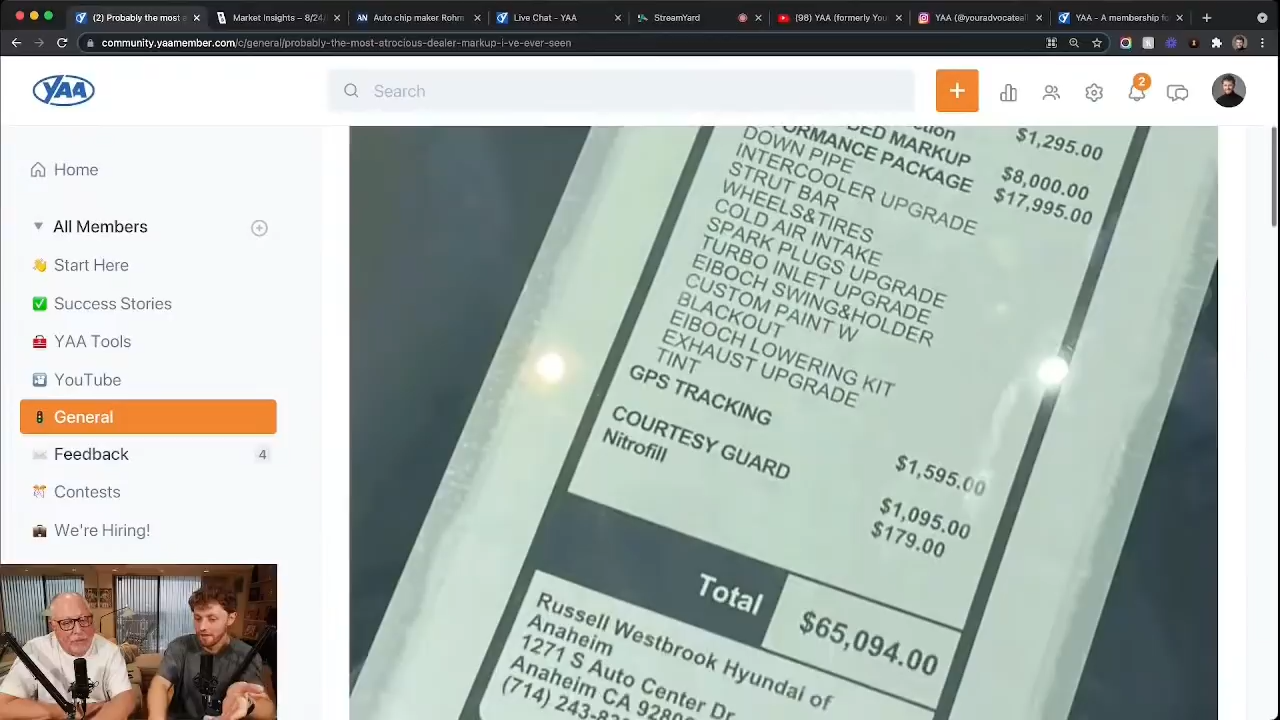 (2) Probably the most a
Market Insights - 8/24/
Auto chip maker Rohm
Live Chat - YAA
StreamYard
(98) YAA (formerly You
YAA (@youradvocateall
YAA - A membership fo
community.yaamember.com/c/general/probably-the-most-atrocious-dealer-markup-i-ve-ever-seen
YAA
Search
2
Home
All Members
Start Here
Success Stories
YAA Tools
YouTube
General
Feedback 4
Contests
We're Hiring!
$1,295.00
MARKUP $8,000.00
PACKAGE $17,995.00
DOWN PIPE
INTERCOOLER UPGRADE
STRUT BAR
WHEELS&TIRES
COLD AIR INTAKE
SPARK PLUGS UPGRADE
TURBO INLET UPGRADE
EIBOCH SWING&HOLDER
CUSTOM PAINT W
BLACKOUT
EIBOCH LOWERING KIT
EXHAUST UPGRADE
TINT
GPS TRACKING $1,595.00
COURTESY GUARD $1,095.00
Nitrofill $179.00
Total $65,094.00
Russell Westbrook Hyundai of
Anaheim
1271 S Auto Center Dr
Anaheim CA
(714)